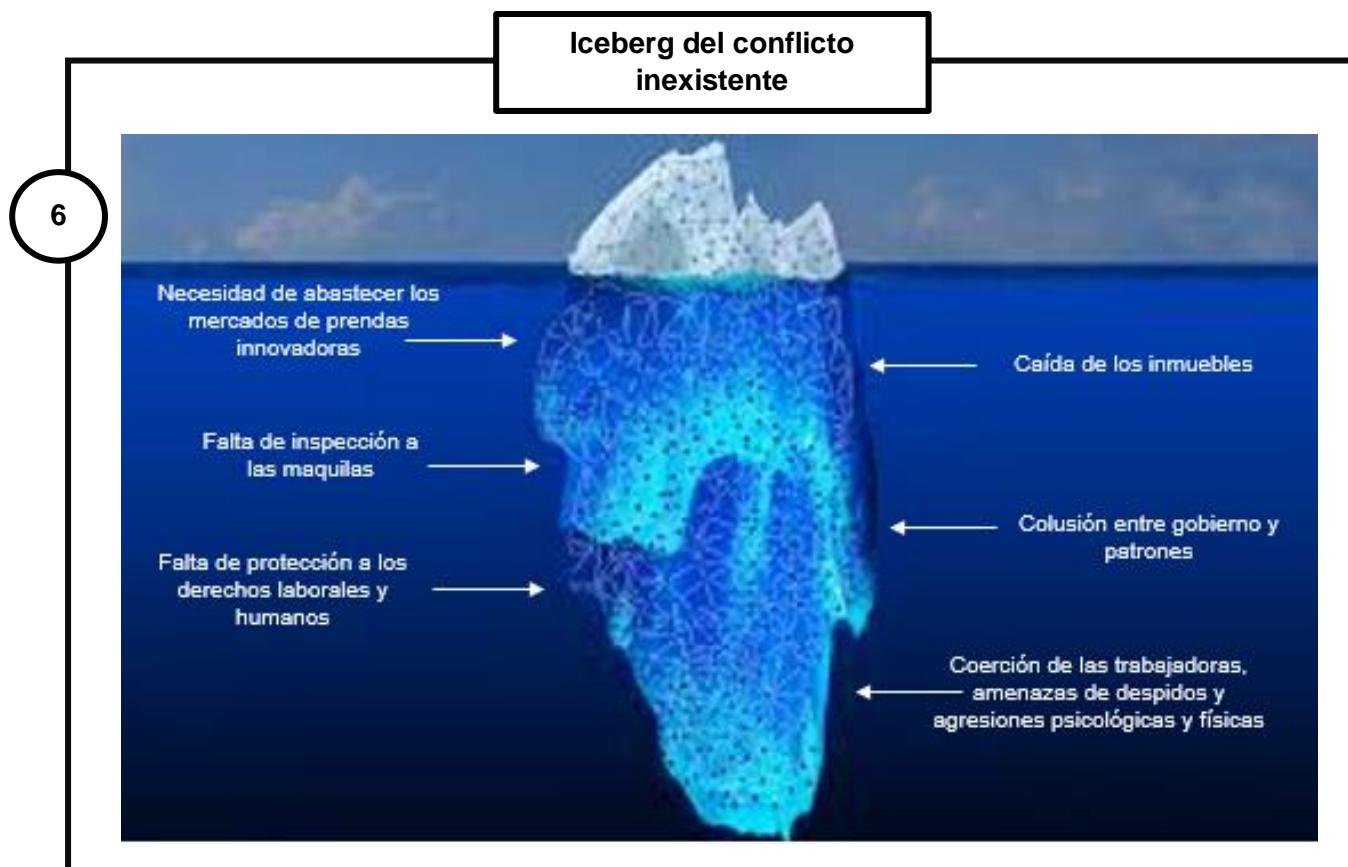 Iceberg del conflicto
inexistente
6
Necesidad de abastecer los
mercados de prendas
innovadoras
Caída de los inmuebles
Falta de inspección a
las maquilas
Colusión entre gobierno y
patrones
Falta de protección a los
derechos laborales y
humanos
Coerción de las trabajadoras,
amenazas de despidos y
agresiones psicológicas y físicas